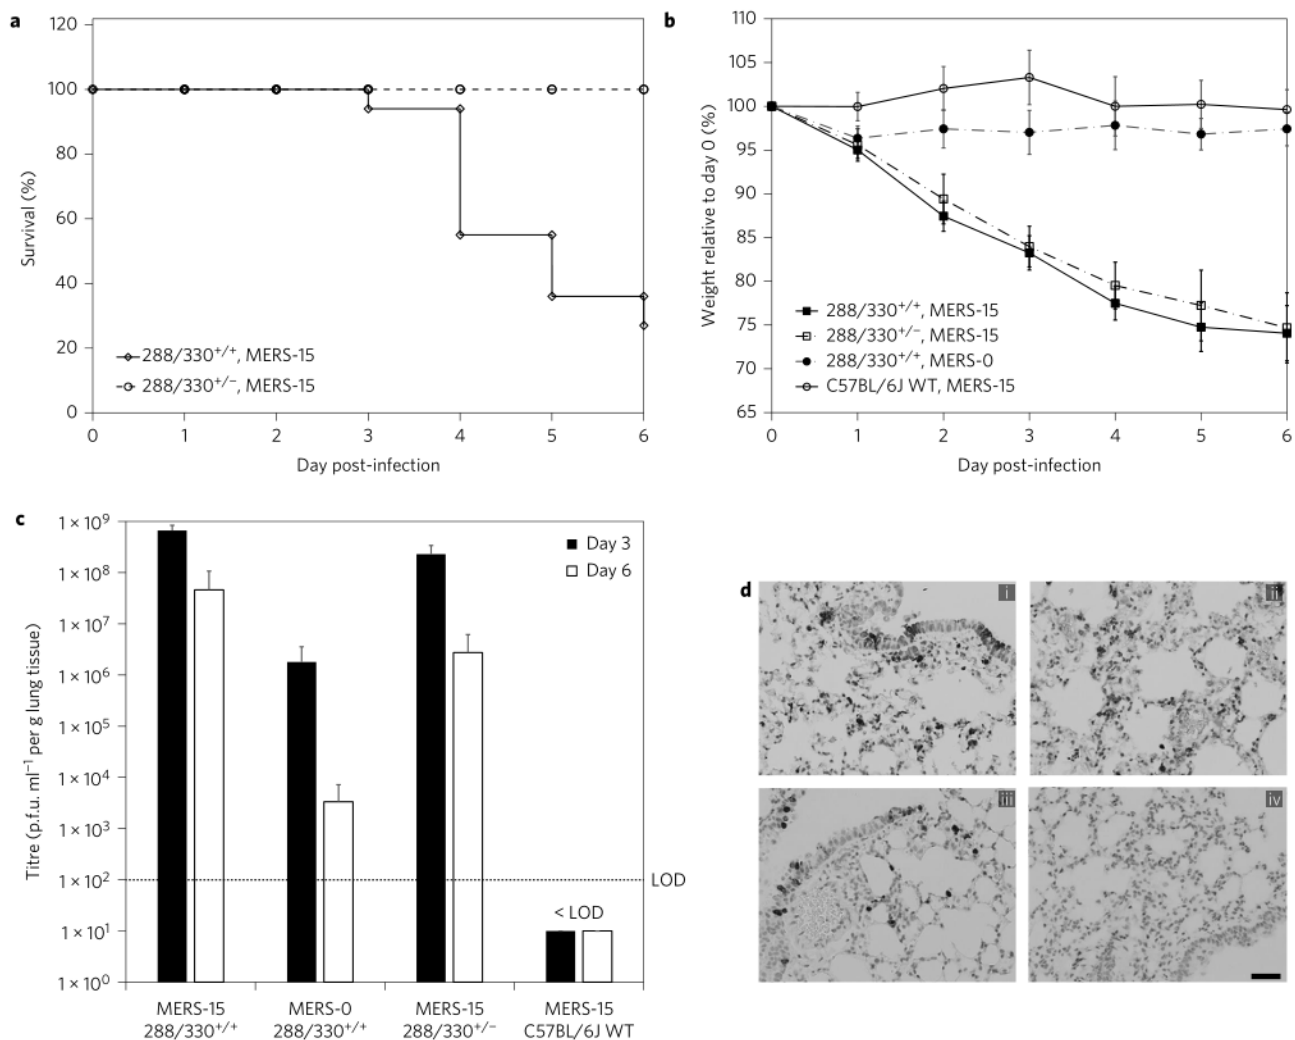 a
120
100
80
60
40
20
0
Survival (%)
288/330+/+, MERS-15
288/330+/−, MERS-15
0 1 2 3 4 5 6
Day post-infection
b
110
105
100
95
90
85
80
75
70
65
Weight relative to day 0 (%)
288/330+/+, MERS-15
288/330+/−, MERS-15
288/330+/+, MERS-0
C57BL/6J WT, MERS-15
0 1 2 3 4 5 6
Day post-infection
c
1 × 10⁹
1 × 10⁸
1 × 10⁷
1 × 10⁶
1 × 10⁵
1 × 10⁴
1 × 10³
1 × 10²
1 × 10¹
1 × 10⁰
Titre (p.f.u. ml⁻¹ per g lung tissue)
Day 3
Day 6
LOD
< LOD
MERS-15
288/330+/+
MERS-0
288/330+/+
MERS-15
288/330+/−
MERS-15
C57BL/6J WT
d
i
ii
iii
iv